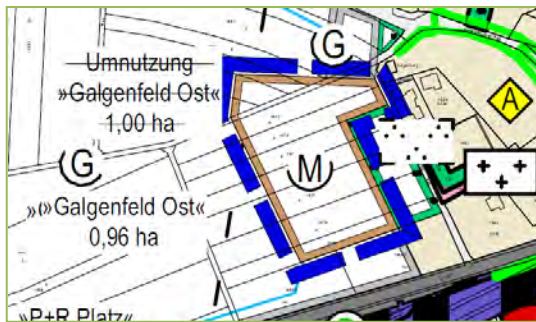 G
Umnutzung
»Galgenfeld Ost«
1,00 ha
A
G
M
»(»Galgenfeld Ost«
0,96 ha
»P+R Platz«